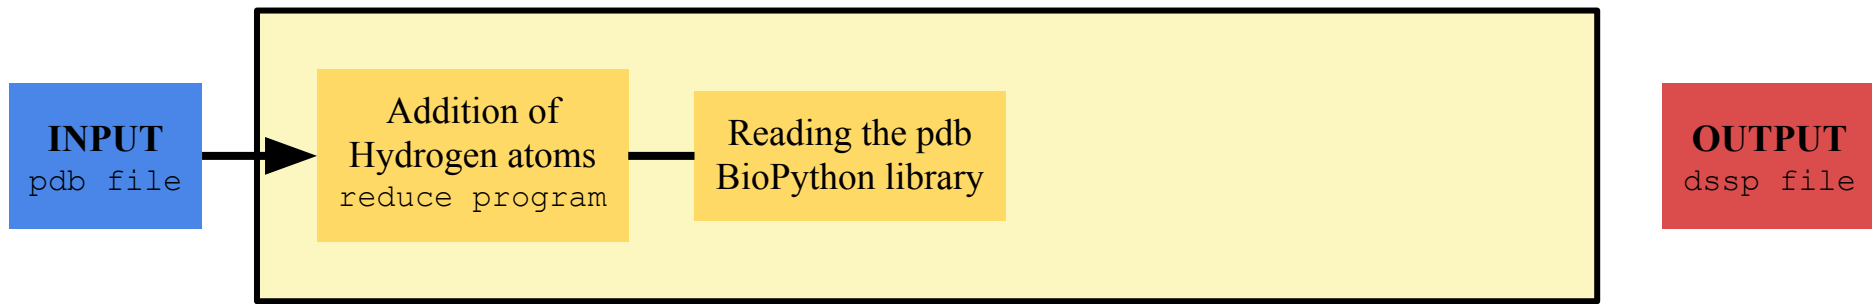 INPUT
pdb file
Addition of
Hydrogen atoms
reduce program
Reading the pdb
BioPython library
OUTPUT
dssp file